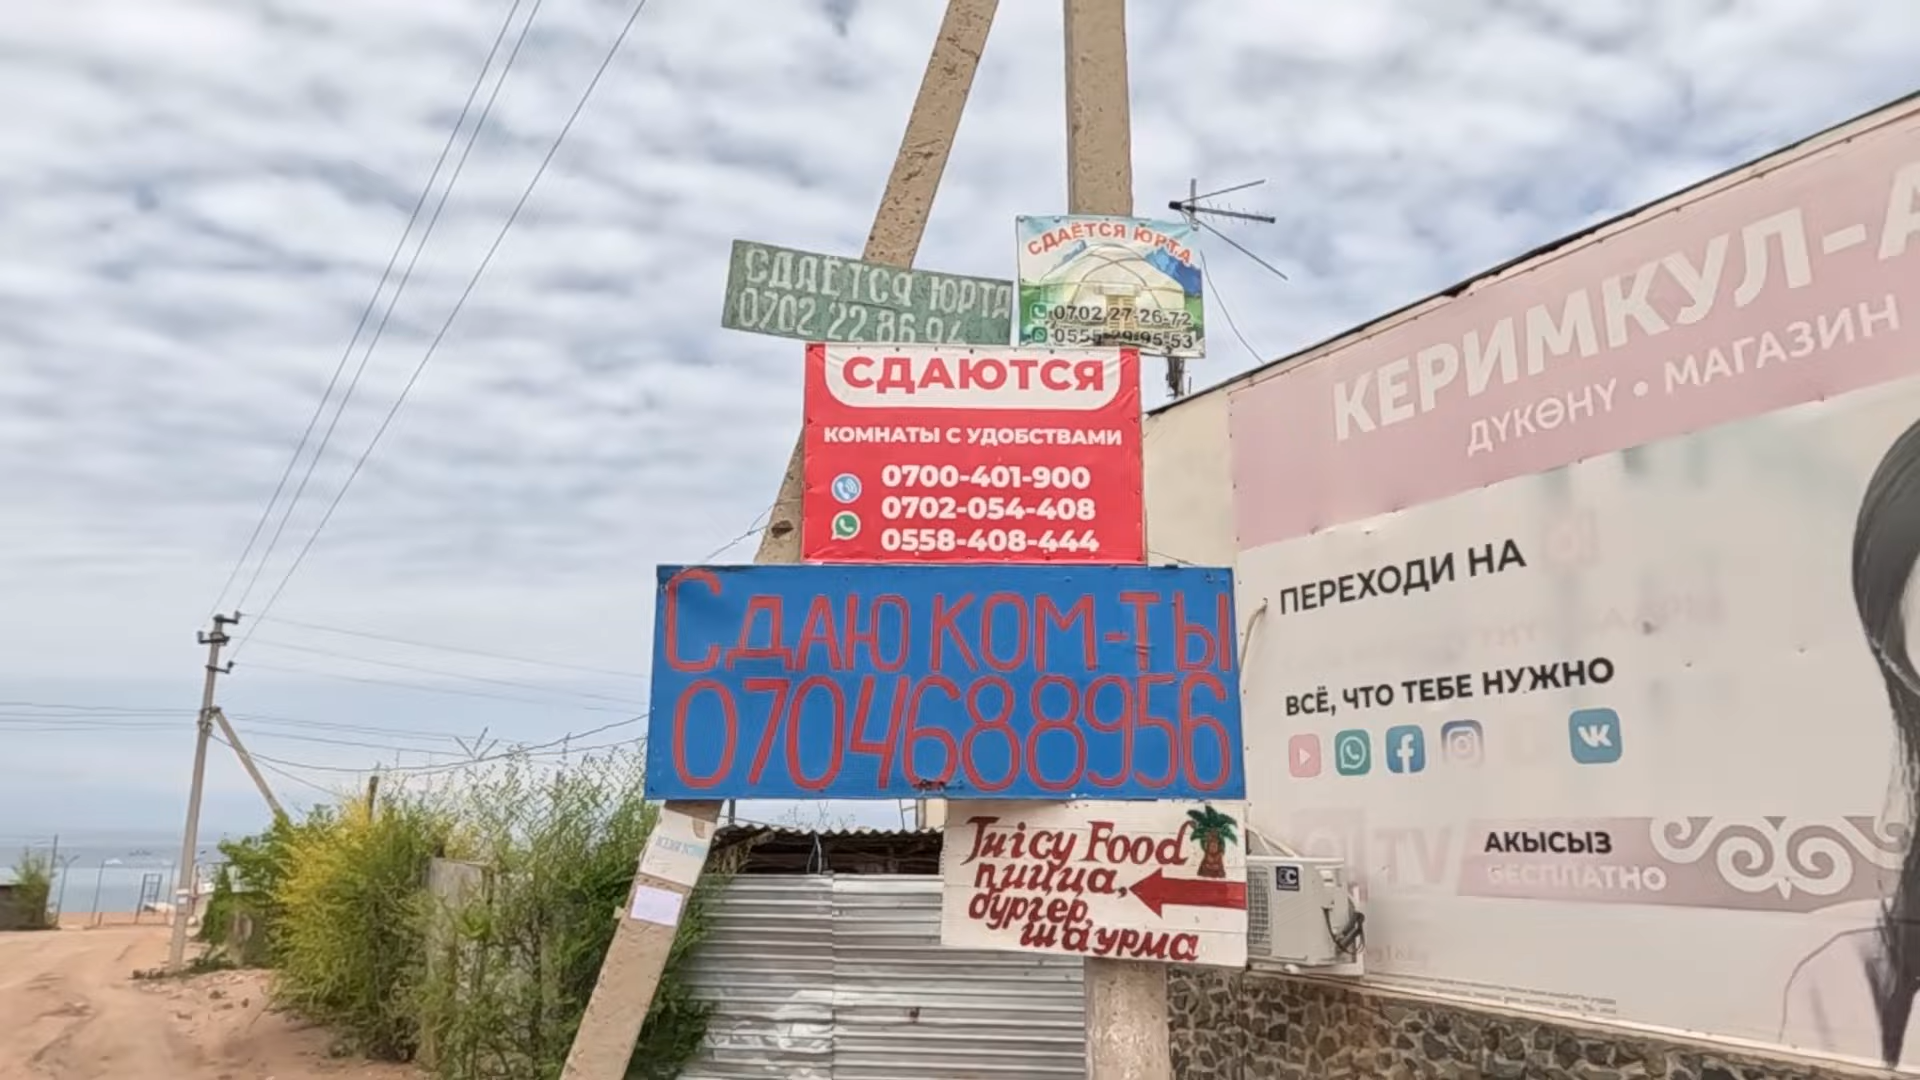 СДАЁТСЯ ЮРТА
0702 22 86 94
СДАЁТСЯ ЮРТА
0702 27-26-72
0555 29-95-53
СДАЮТСЯ
КОМНАТЫ С УДОБСТВАМИ
0700-401-900
0702-054-408
0558-408-444
СДАЮ КОМ-ТЫ
0704688956
Juicy Food
пицца,
бургер,
шаурма
КЕРИМКУЛ-А
ДҮКӨНҮ • МАГАЗИН
ПЕРЕХОДИ НА
ВСЁ, ЧТО ТЕБЕ НУЖНО
АКЫСЫЗ
БЕСПЛАТНО